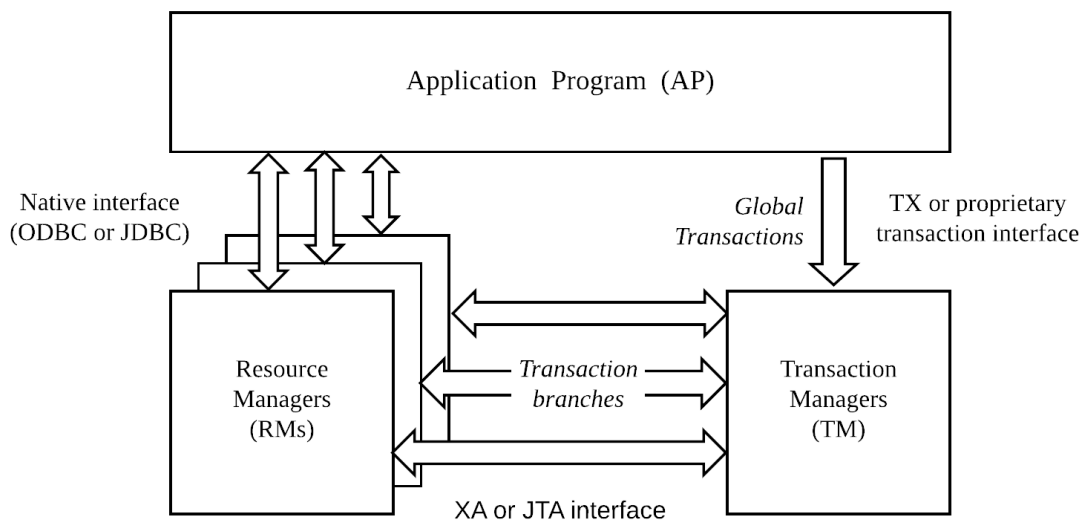 Application Program (AP)
Native interface
(ODBC or JDBC)
Global
Transactions
TX or proprietary
transaction interface
Resource
Managers
(RMs)
Transaction
branches
Transaction
Managers
(TM)
XA or JTA interface